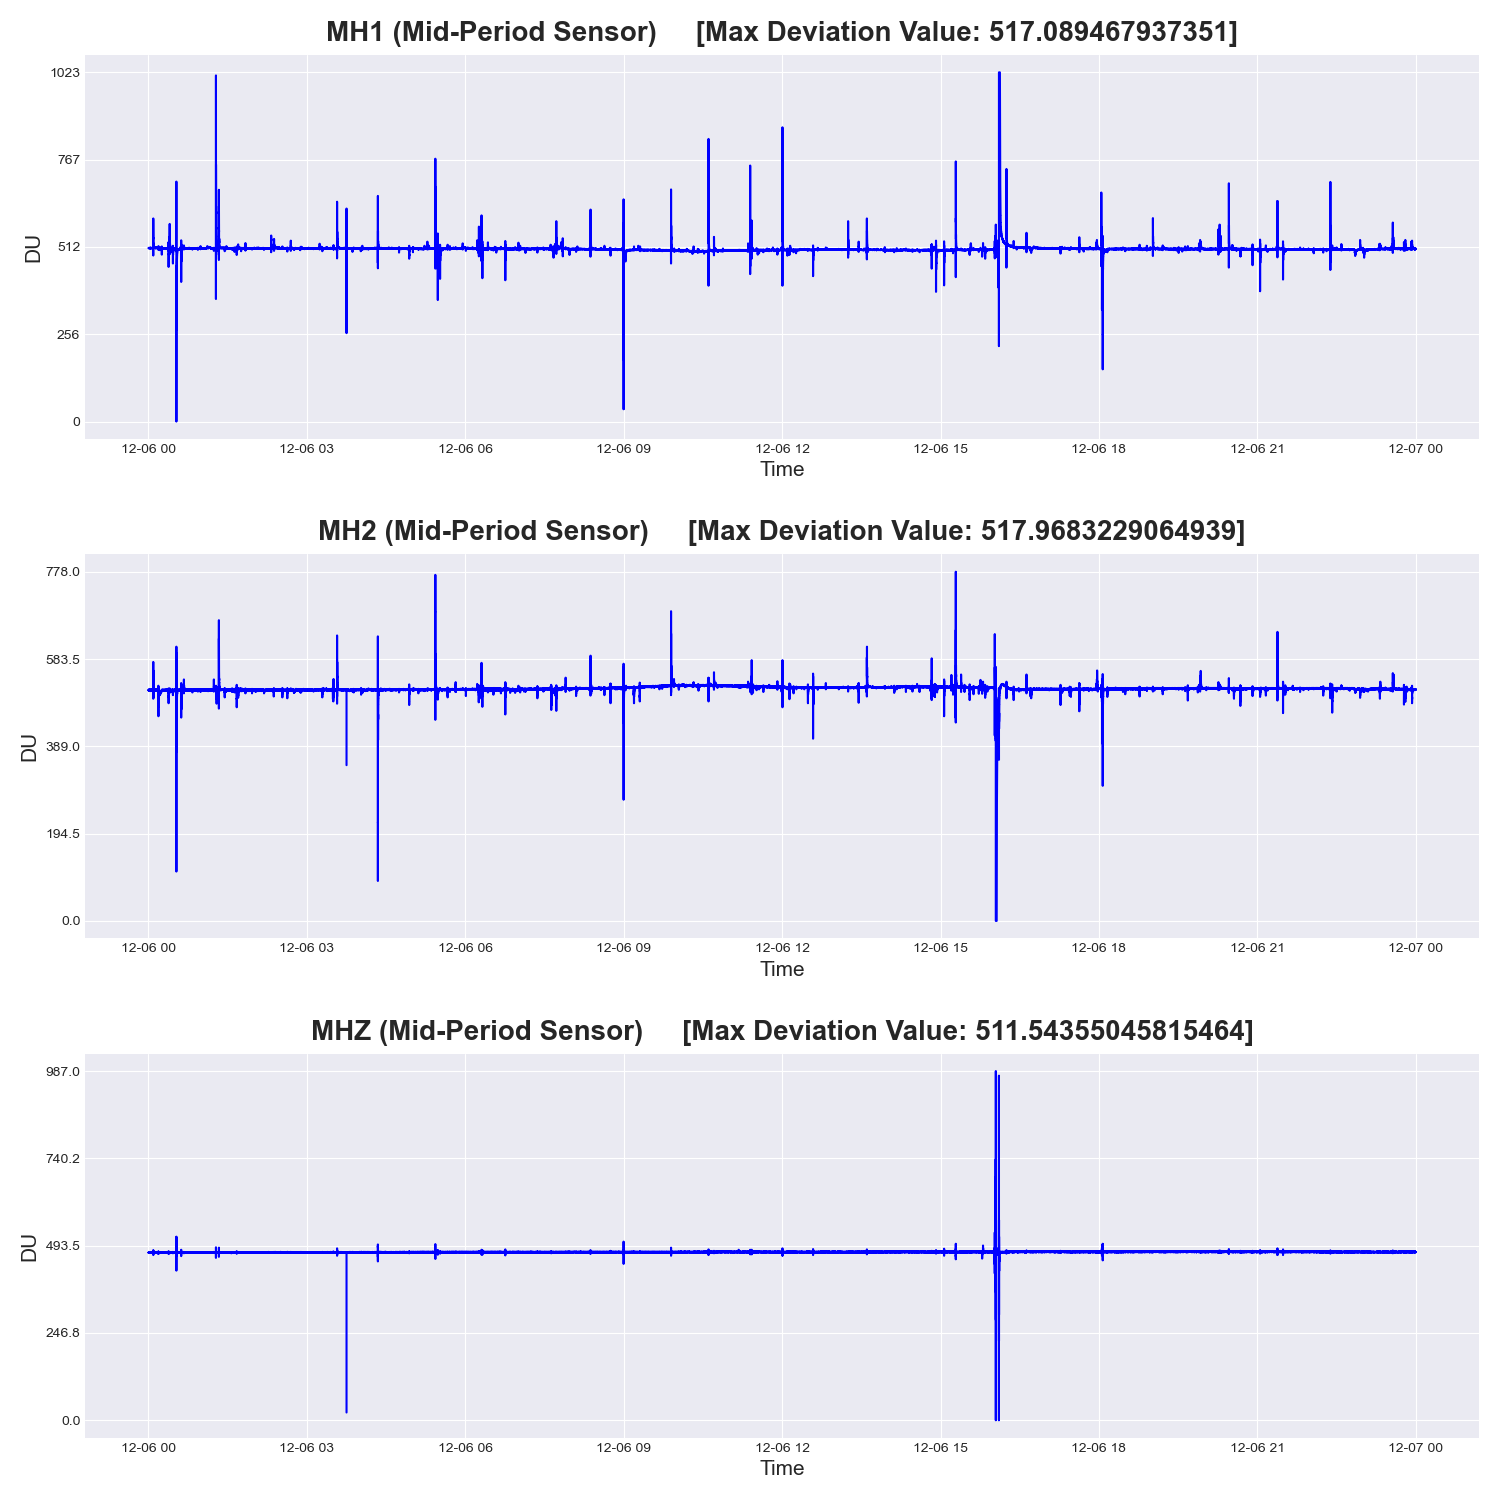 MH1 (Mid-Period Sensor) [Max Deviation Value: 517.089467937351]
1023
767
512
256
0
DU
12-06 00 12-06 03 12-06 06 12-06 09 12-06 12 12-06 15 12-06 18 12-06 21 12-07 00
Time
MH2 (Mid-Period Sensor) [Max Deviation Value: 517.9683229064939]
778.0
583.5
389.0
194.5
0.0
DU
12-06 00 12-06 03 12-06 06 12-06 09 12-06 12 12-06 15 12-06 18 12-06 21 12-07 00
Time
MHZ (Mid-Period Sensor) [Max Deviation Value: 511.54355045815464]
987.0
740.2
493.5
246.8
0.0
DU
12-06 00 12-06 03 12-06 06 12-06 09 12-06 12 12-06 15 12-06 18 12-06 21 12-07 00
Time